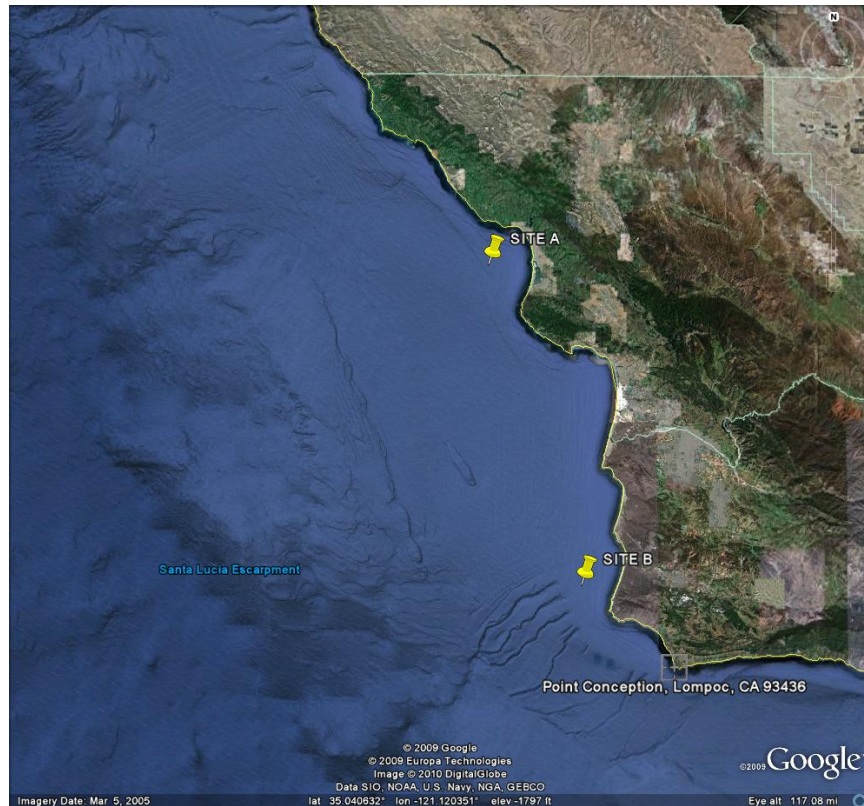 N
SITE A
SITE B
Santa Lucia Escarpment
Point Conception, Lompoc, CA 93436
© 2009 Google
© 2009 Europa Technologies
Image © 2010 DigitalGlobe
Data SIO, NOAA, U.S. Navy, NGA, GEBCO
©2009 Google
Imagery Date: Mar 5, 2005
lat 35.040632° lon -121.120351° elev -1797 ft
Eye alt 117.08 mi